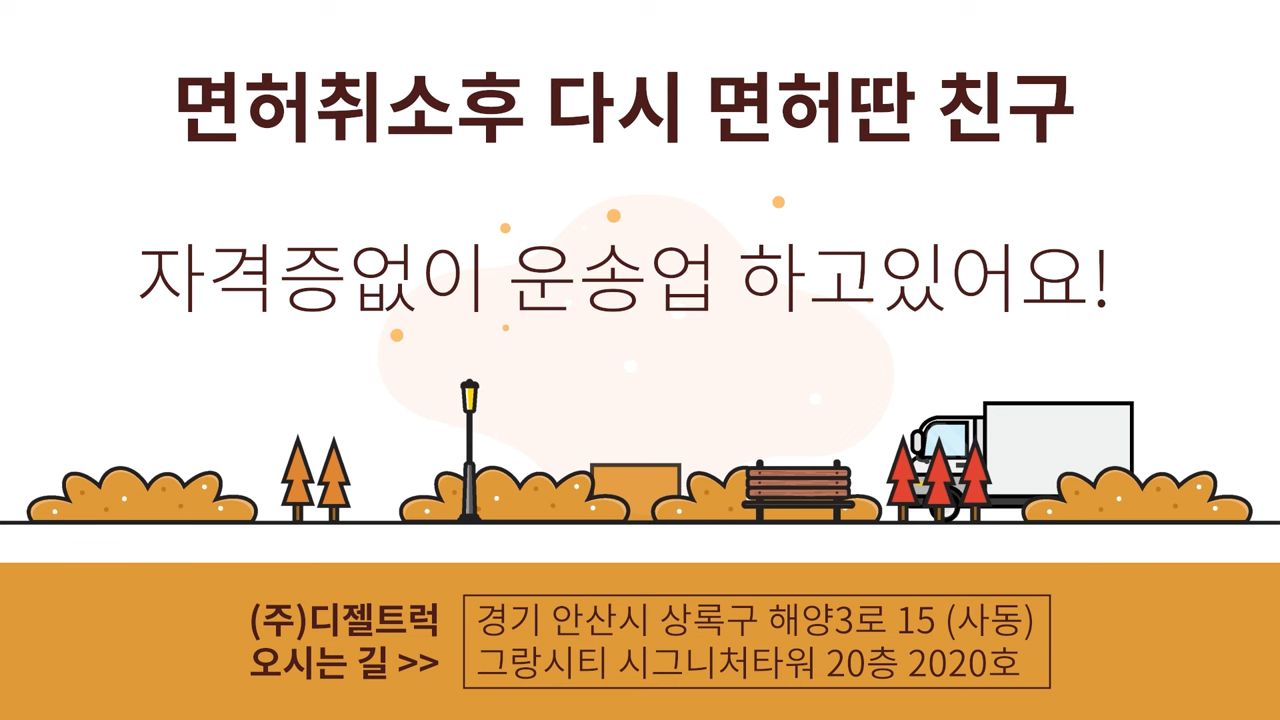 면허취소후 다시 면허딴 친구
자격증없이 운송업 하고있어요!
(주)디젤트럭
오시는 길 >>
경기 안산시 상록구 해양3로 15 (사동)
그랑시티 시그니처타워 20층 2020호